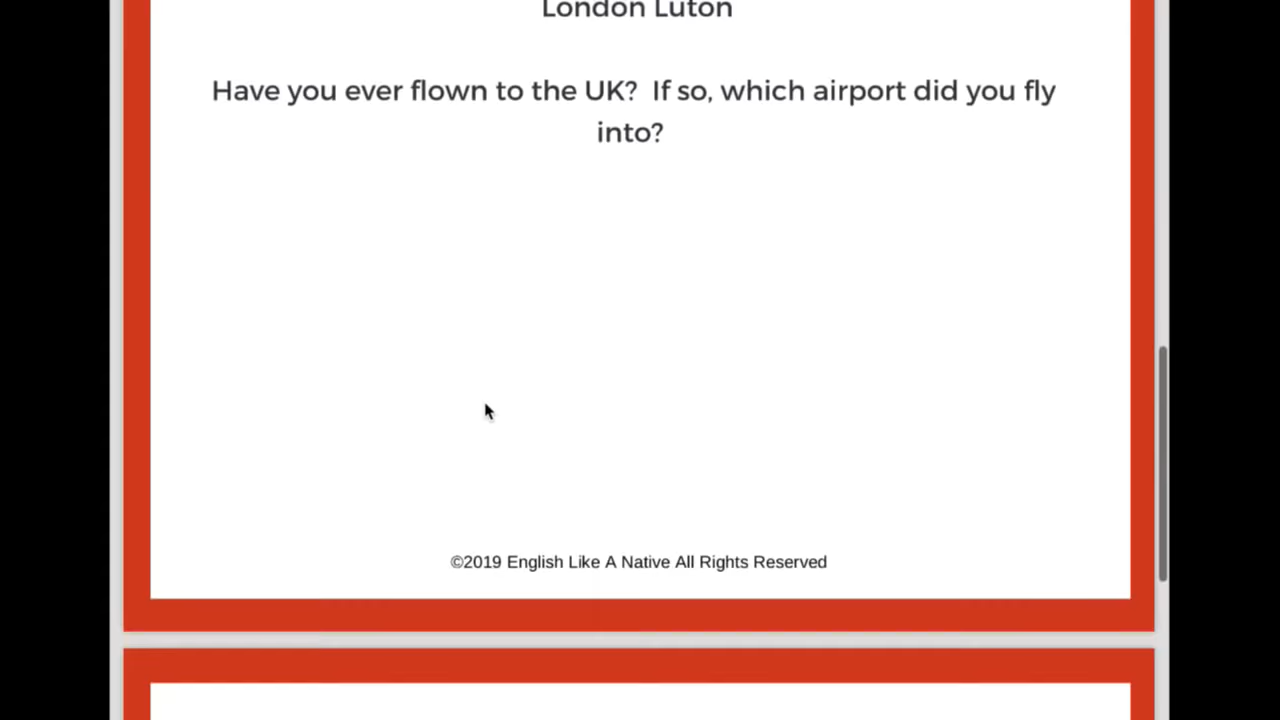 London Luton
Have you ever flown to the UK?  If so, which airport did you fly
into?
©2019 English Like A Native All Rights Reserved